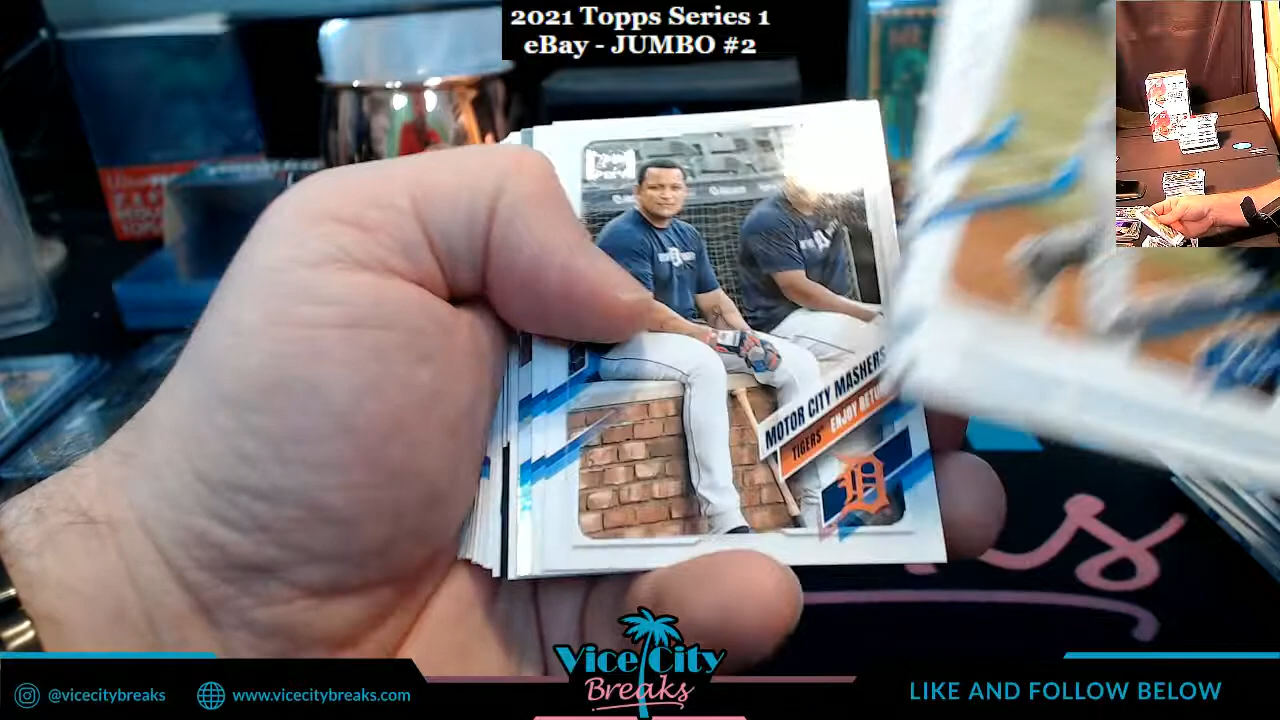 2021 Topps Series 1
eBay - JUMBO #2
MOTOR CITY MASHERS
TIGERS ENJOY
D
Vice City
Breaks
@vicecitybreaks
www.vicecitybreaks.com
LIKE AND FOLLOW BELOW